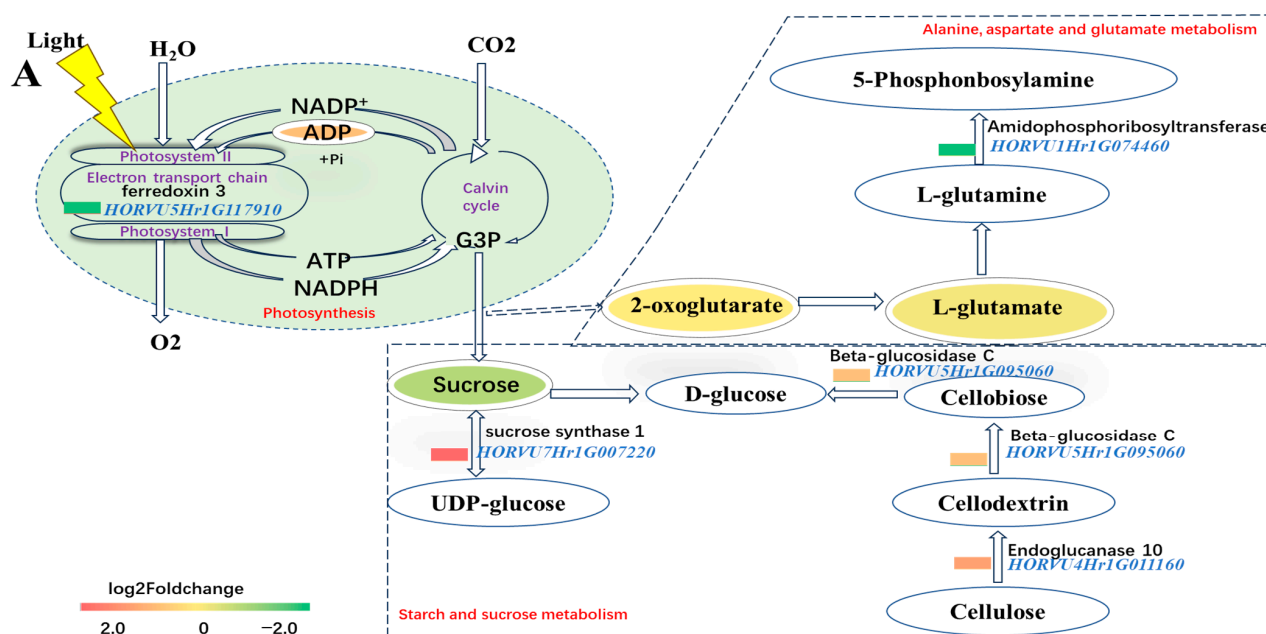 A
Light
H₂O
CO2
NADP⁺
ADP
+Pi
Photosystem II
Electron transport chain
ferredoxin 3
HORVU5Hr1G117910
Photosystem I
Calvin
cycle
G3P
ATP
NADPH
Photosynthesis
O2
Alanine, aspartate and glutamate metabolism
5-Phosphonbosylamine
Amidophosphoribosyltransferase
HORVU1Hr1G074460
L-glutamine
2-oxoglutarate
L-glutamate
Sucrose
sucrose synthase 1
HORVU7Hr1G007220
UDP-glucose
D-glucose
Beta-glucosidase C
HORVU5Hr1G095060
Cellobiose
Beta-glucosidase C
HORVU5Hr1G095060
Cellodextrin
Endoglucanase 10
HORVU4Hr1G011160
Cellulose
Starch and sucrose metabolism
log2Foldchange
2.0 0 −2.0